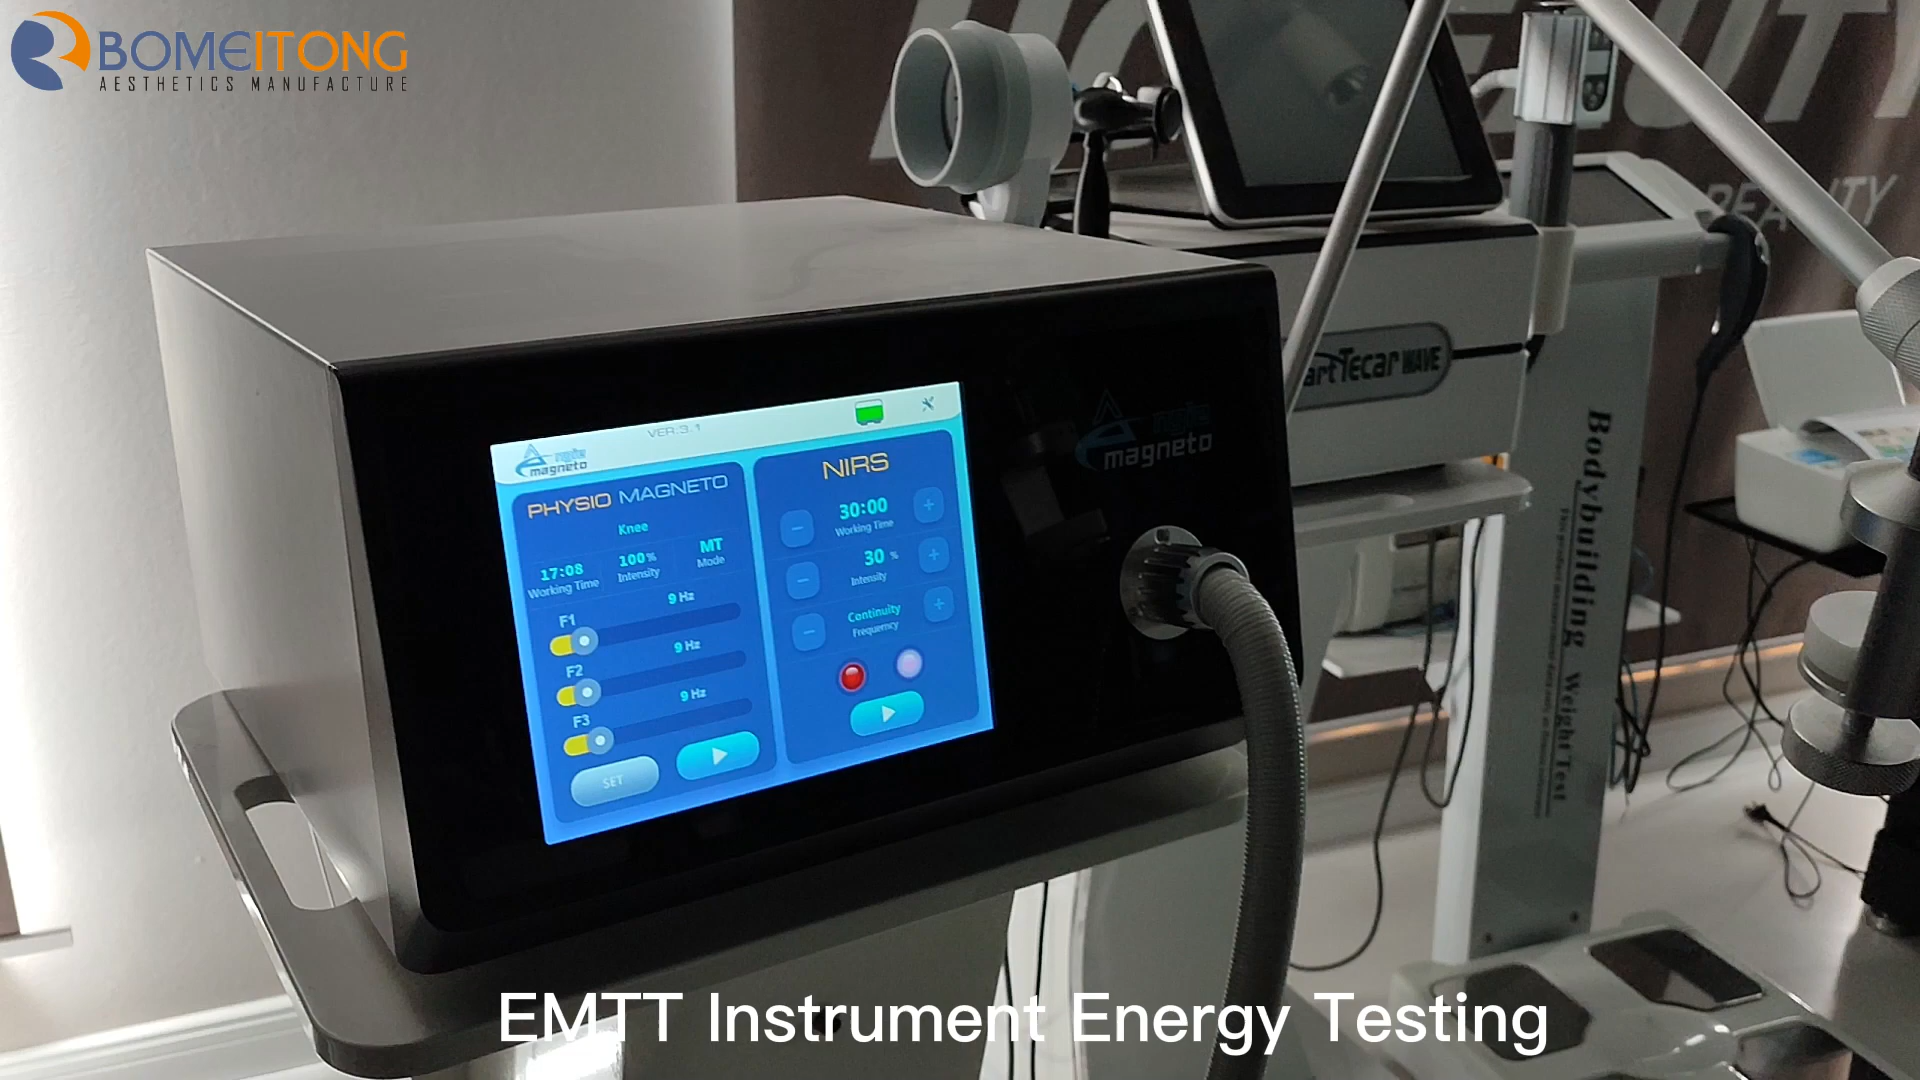 BOMEITONG
AESTHETICS MANUFACTURE
BEAUTY
artTecar WAVE
Bodybuilding Weight Test
magneto
VER:3.1
magneto
PHYSIO MAGNETO
Knee
17:08
Working Time
100%
Intensity
MT
Mode
9 Hz
F1
9 Hz
F2
9 Hz
F3
SET
NIRS
30:00
Working Time
30 %
Intensity
Continuity
Frequency
EMTT Instrument Energy Testing